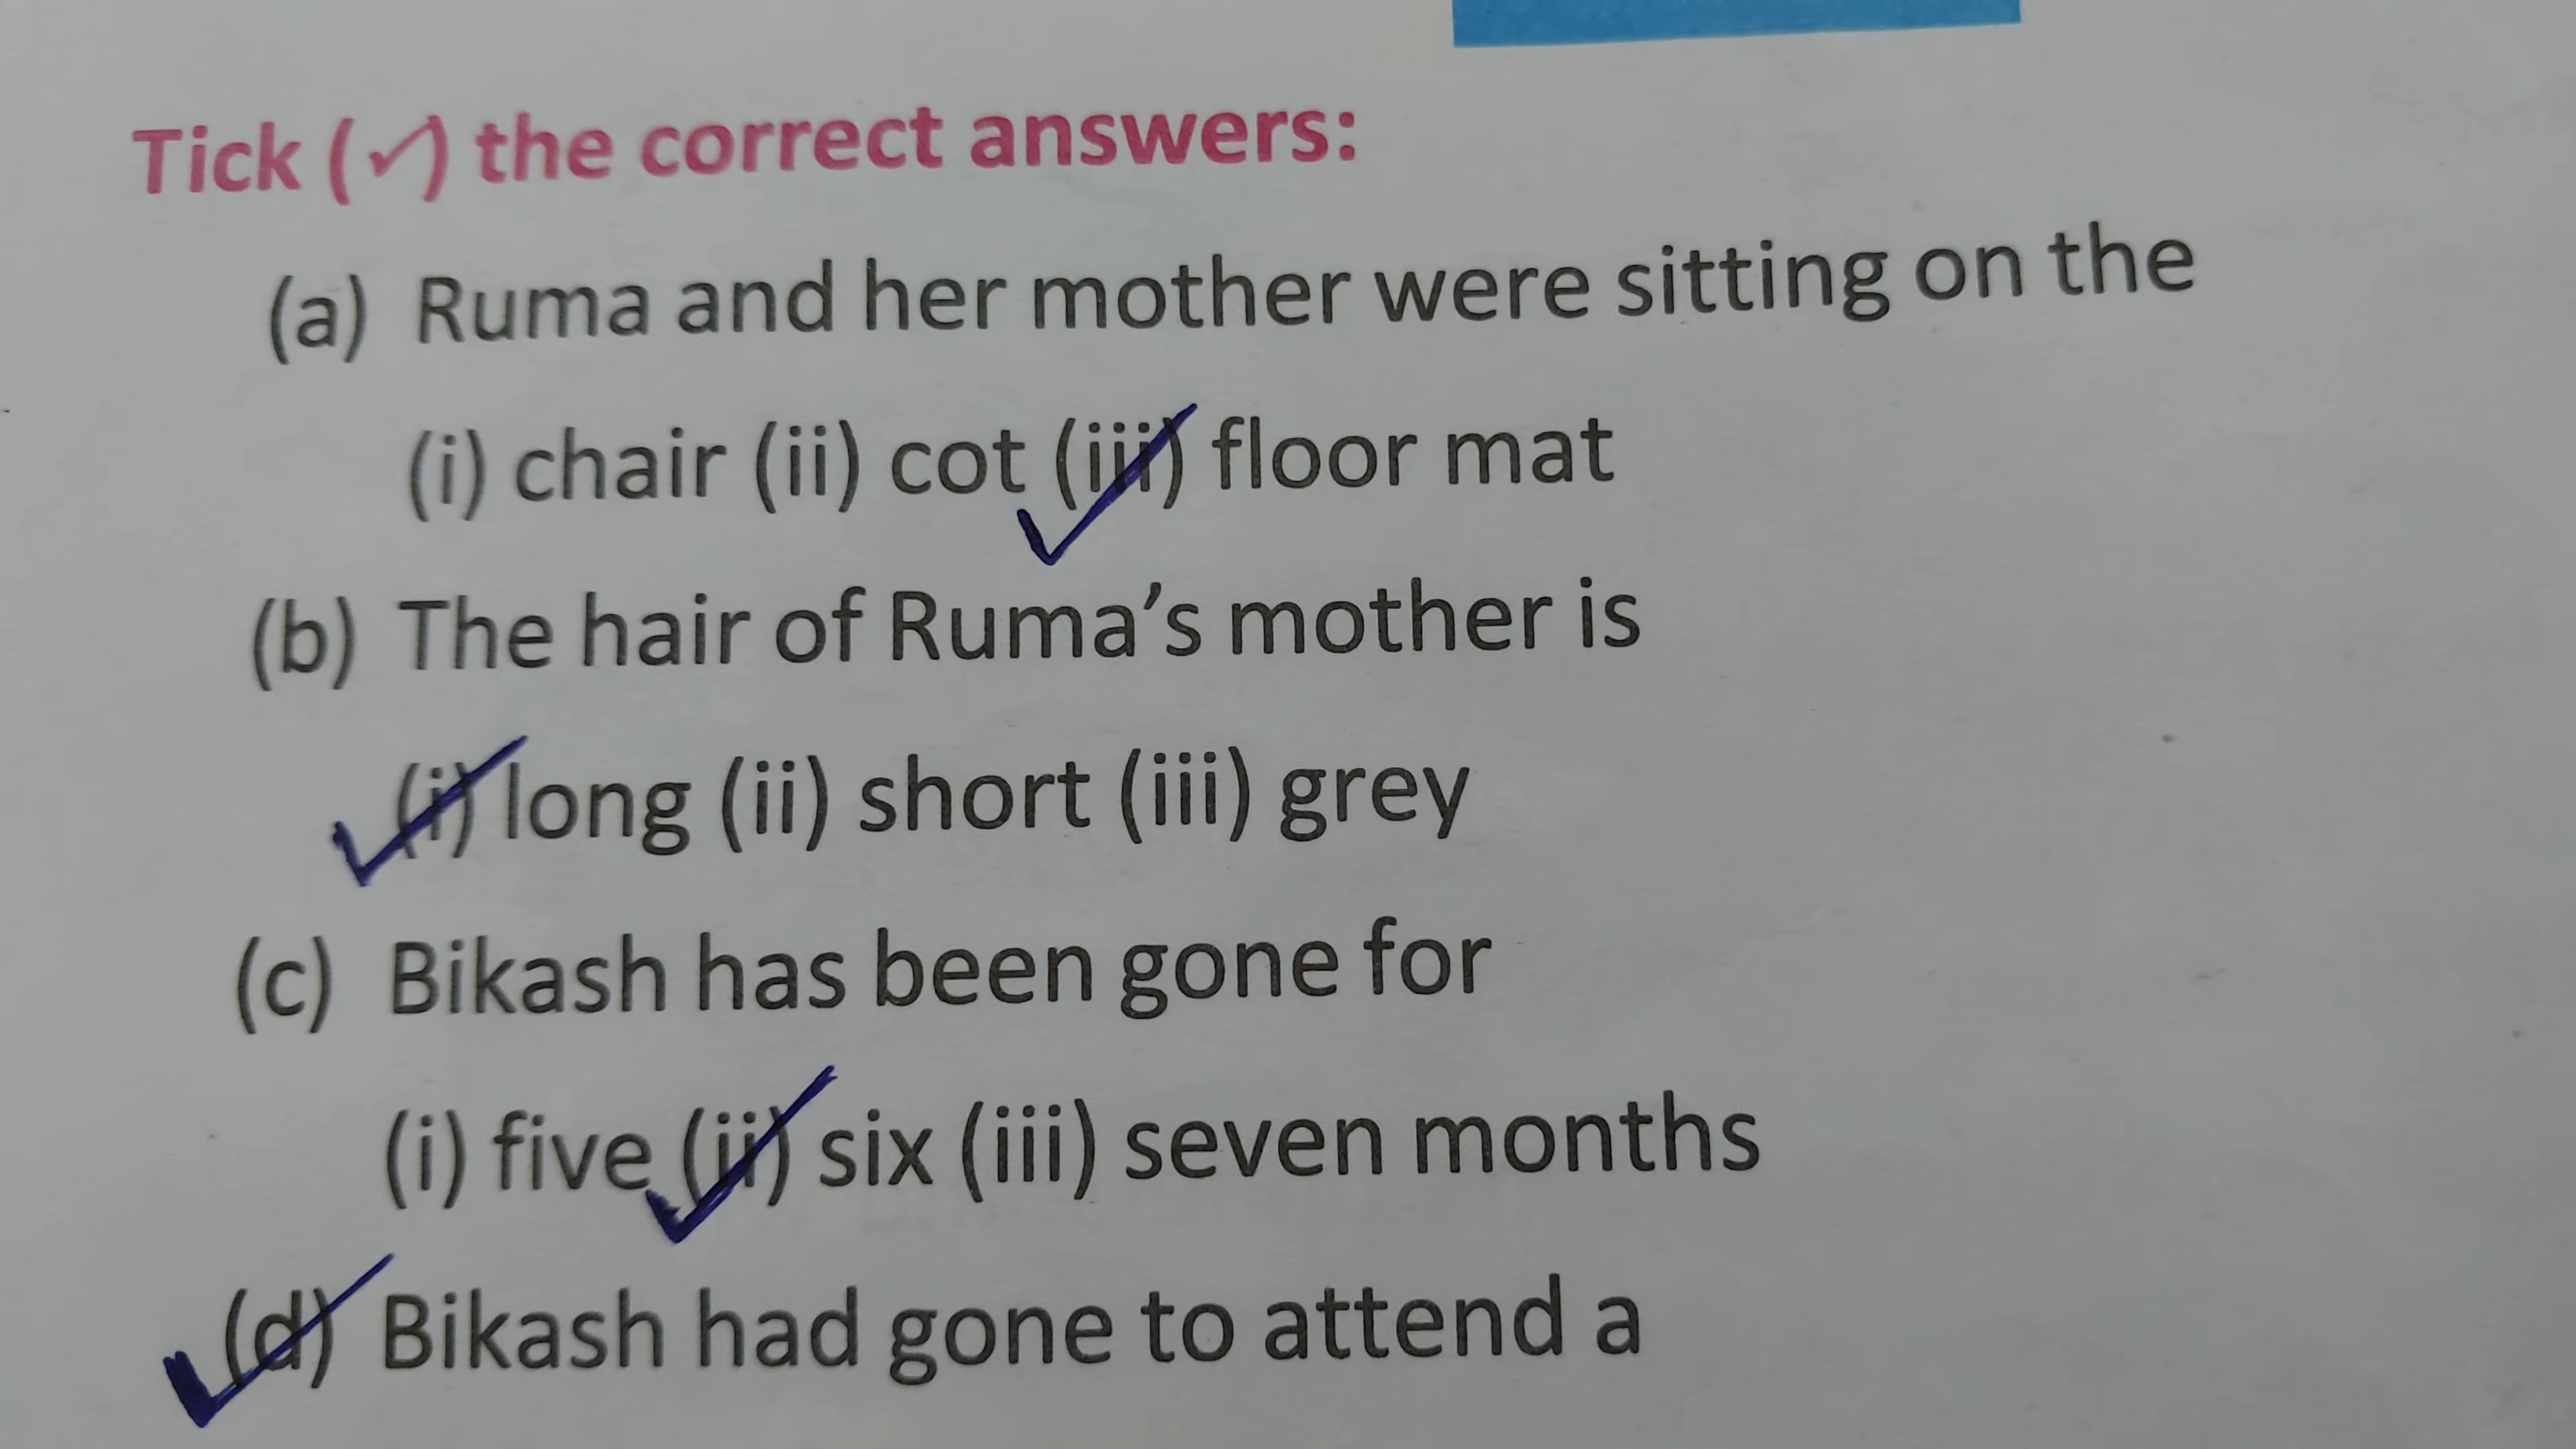 Tick (✓) the correct answers:
(a) Ruma and her mother were sitting on the
(i) chair (ii) cot (iii) floor mat
(b) The hair of Ruma’s mother is
(i) long (ii) short (iii) grey
(c) Bikash has been gone for
(i) five (ii) six (iii) seven months
(d) Bikash had gone to attend a